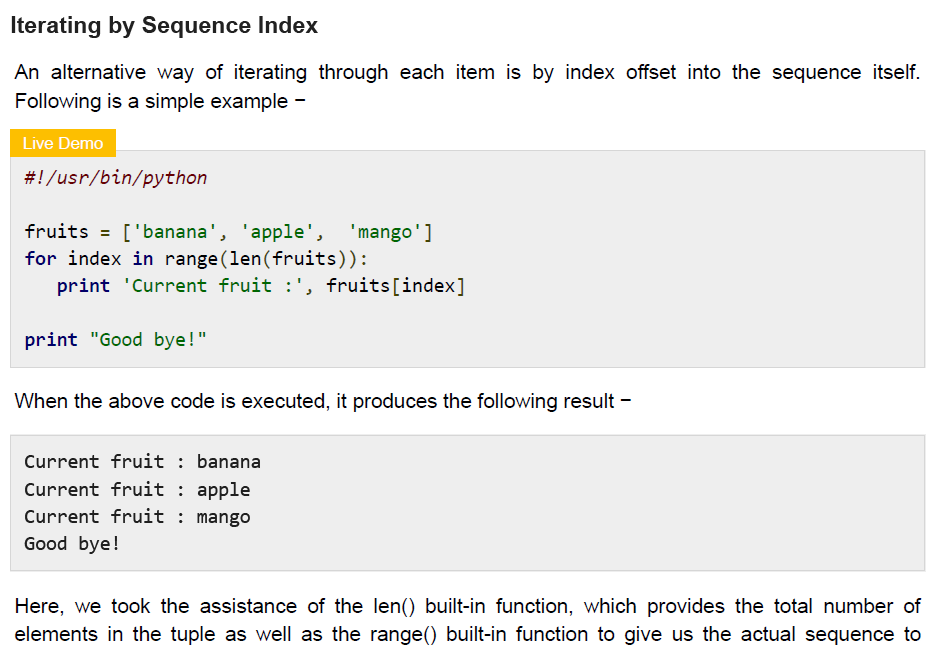 Iterating by Sequence Index
An alternative way of iterating through each item is by index offset into the sequence itself.
Following is a simple example −
Live Demo
#!/usr/bin/python
fruits = ['banana', 'apple',  'mango']
for index in range(len(fruits)):
   print 'Current fruit :', fruits[index]
print "Good bye!"
When the above code is executed, it produces the following result −
Current fruit : banana
Current fruit : apple
Current fruit : mango
Good bye!
Here, we took the assistance of the len() built-in function, which provides the total number of
elements in the tuple as well as the range() built-in function to give us the actual sequence to